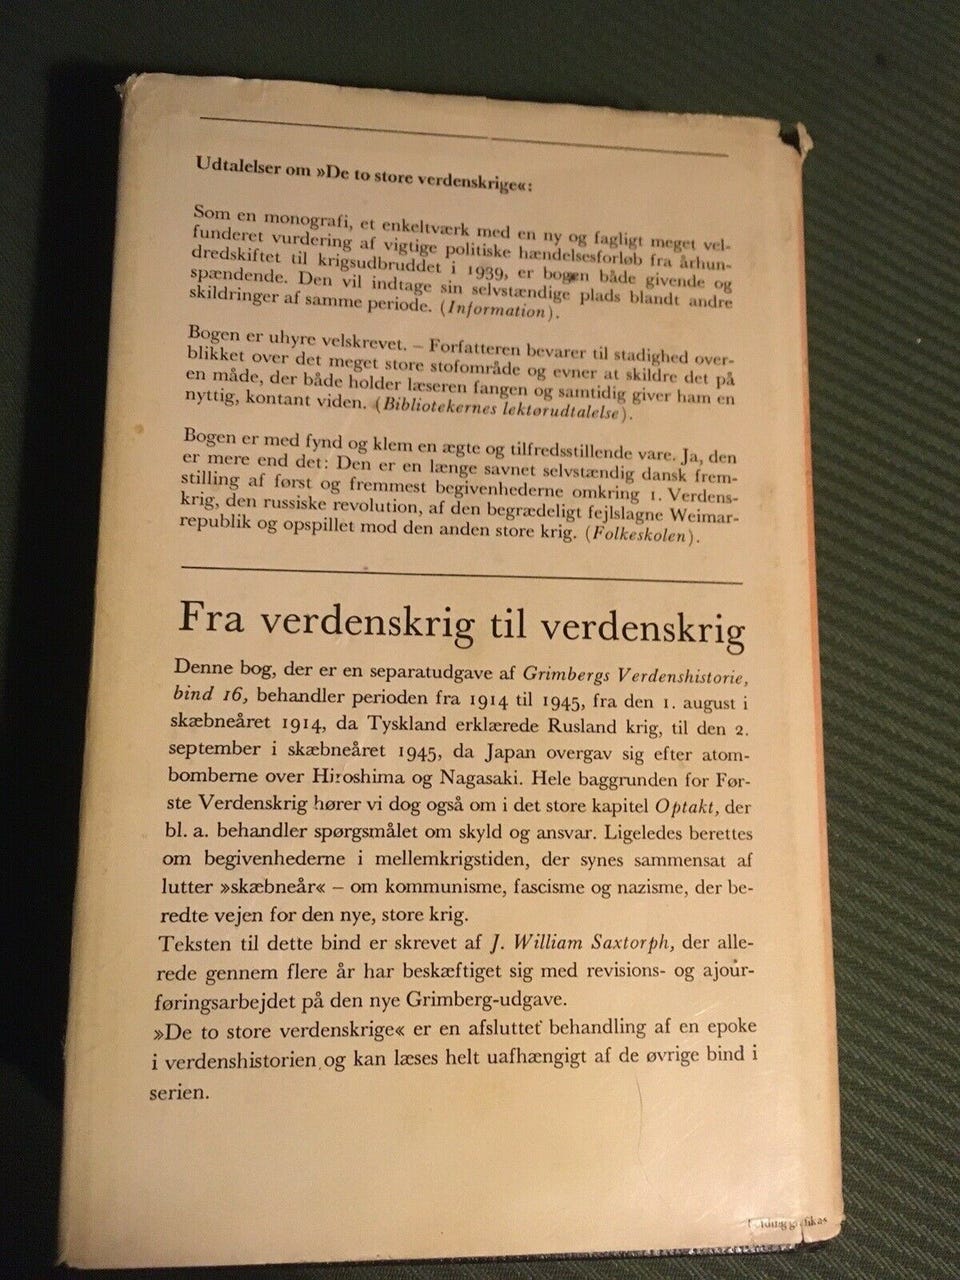 Udtalelser om »De to store verdenskrige«:
Som en monografi, et enkeltværk med en ny og fagligt meget vel-
funderet vurdering af vigtige politiske hændelsesforløb fra århun-
dredskiftet til krigsudbruddet i 1939, er bogen både givende og
spændende. Den vil indtage sin selvstændige plads blandt andre
skildringer af samme periode. (Information).
Bogen er uhyre velskrevet. – Forfatteren bevarer til stadighed over-
blikket over det meget store stofområde og evner at skildre det på
en måde, der både holder læseren fangen og samtidig giver ham en
nyttig, kontant viden. (Bibliotekernes lektørudtalelse).
Bogen er med fynd og klem en ægte og tilfredsstillende vare. Ja, den
er mere end det: Den er en længe savnet selvstændig dansk frem-
stilling af først og fremmest begivenhederne omkring 1. Verdens-
krig, den russiske revolution, af den begrædeligt fejlslagne Weimar-
republik og opspillet mod den anden store krig. (Folkeskolen).
Fra verdenskrig til verdenskrig
Denne bog, der er en separatudgave af Grimbergs Verdenshistorie,
bind 16, behandler perioden fra 1914 til 1945, fra den 1. august i
skæbneåret 1914, da Tyskland erklærede Rusland krig, til den 2.
september i skæbneåret 1945, da Japan overgav sig efter atom-
bomberne over Hiroshima og Nagasaki. Hele baggrunden for Før-
ste Verdenskrig hører vi dog også om i det store kapitel Optakt, der
bl. a. behandler spørgsmålet om skyld og ansvar. Ligeledes berettes
om begivenhederne i mellemkrigstiden, der synes sammensat af
lutter »skæbneår« – om kommunisme, fascisme og nazisme, der be-
redte vejen for den nye, store krig.
Teksten til dette bind er skrevet af J. William Saxtorph, der alle-
rede gennem flere år har beskæftiget sig med revisions- og ajour-
føringsarbejdet på den nye Grimberg-udgave.
»De to store verdenskrige« er en afsluttet behandling af en epoke
i verdenshistorien og kan læses helt uafhængigt af de øvrige bind i
serien.